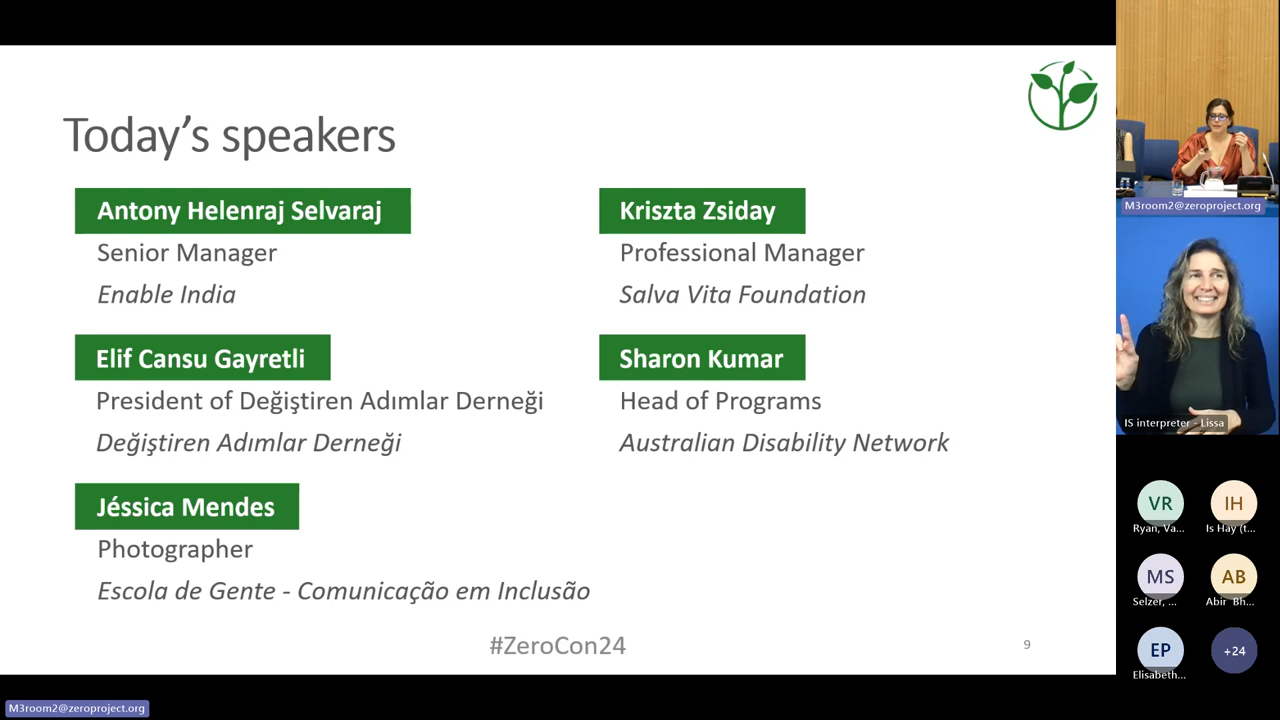 Today's speakers
Antony Helenraj Selvaraj
Senior Manager
Enable India
Elif Cansu Gayretli
President of Değiştiren Adımlar Derneği
Değiştiren Adımlar Derneği
Jéssica Mendes
Photographer
Escola de Gente - Comunicação em Inclusão
Kriszta Zsiday
Professional Manager
Salva Vita Foundation
Sharon Kumar
Head of Programs
Australian Disability Network
#ZeroCon24
9
M3room2@zeroproject.org
IS interpreter - Lissa
VR
Ryan, Va...
IH
Is Hay (t...
MS
Selzer, ...
AB
Abir Bh...
EP
Elisabeth...
+24
M3room2@zeroproject.org